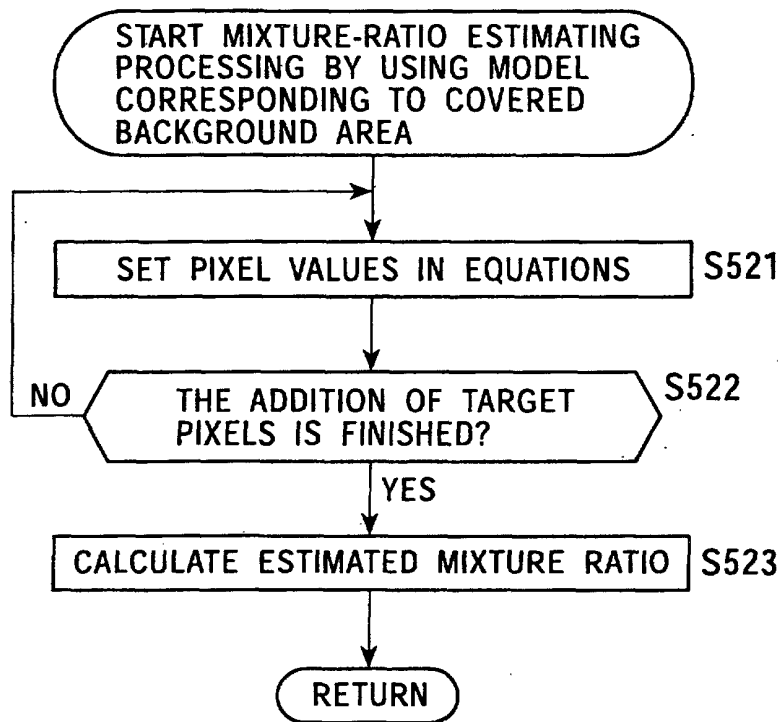 START MIXTURE-RATIO ESTIMATING
PROCESSING BY USING MODEL
CORRESPONDING TO COVERED
BACKGROUND AREA
SET PIXEL VALUES IN EQUATIONS
S521
NO
THE ADDITION OF TARGET
PIXELS IS FINISHED?
S522
YES
CALCULATE ESTIMATED MIXTURE RATIO
S523
RETURN